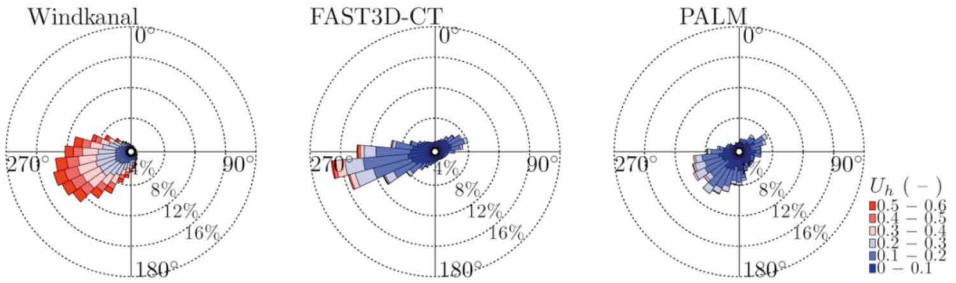 Windkanal
FAST3D-CT
PALM
0°
0°
0°
270°
90°
270°
90°
270°
90°
4%
8%
12%
16%
4%
8%
12%
16%
4%
8%
12%
16%
180°
180°
180°
U_h ( – )
0.5 – 0.6
0.4 – 0.5
0.3 – 0.4
0.2 – 0.3
0.1 – 0.2
0 – 0.1